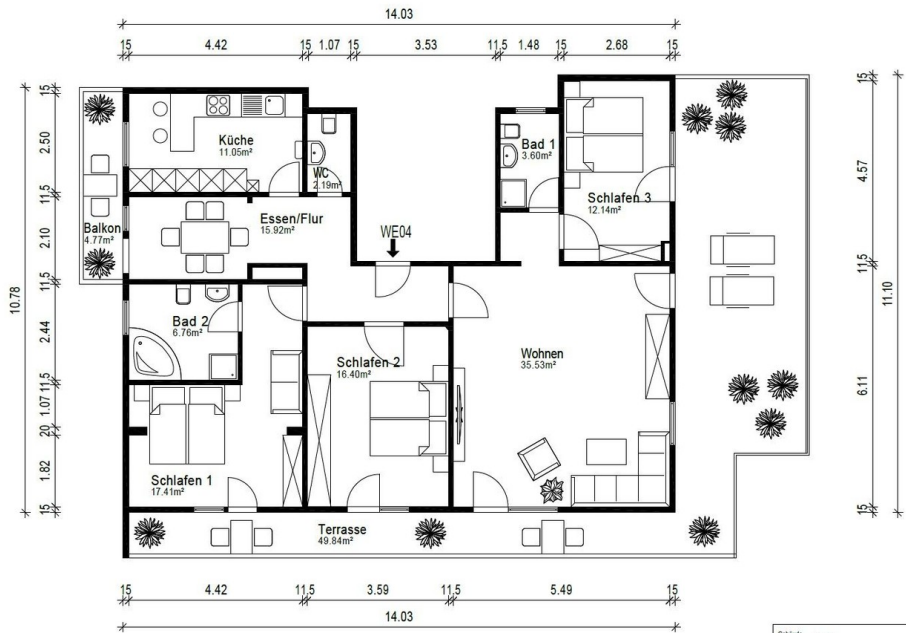 14.03
15 4.42 15 1.07 15 3.53 11.5 1.48 15 2.68 15
15 2.50 11.5 2.10 11.5 2.44 11.5 1.07 20 1.82 15
10.78
Küche
11.05m²
WC
2.19m²
Bad 1
3.60m²
Schlafen 3
12.14m²
Essen/Flur
15.92m²
Balkon
4.77m²
WE04
Bad 2
6.76m²
Schlafen 2
16.40m²
Wohnen
35.53m²
Schlafen 1
17.41m²
Terrasse
49.84m²
15 4.57 11.5 6.11 15
11.10
15 4.42 11.5 3.59 11.5 5.49 15
14.03